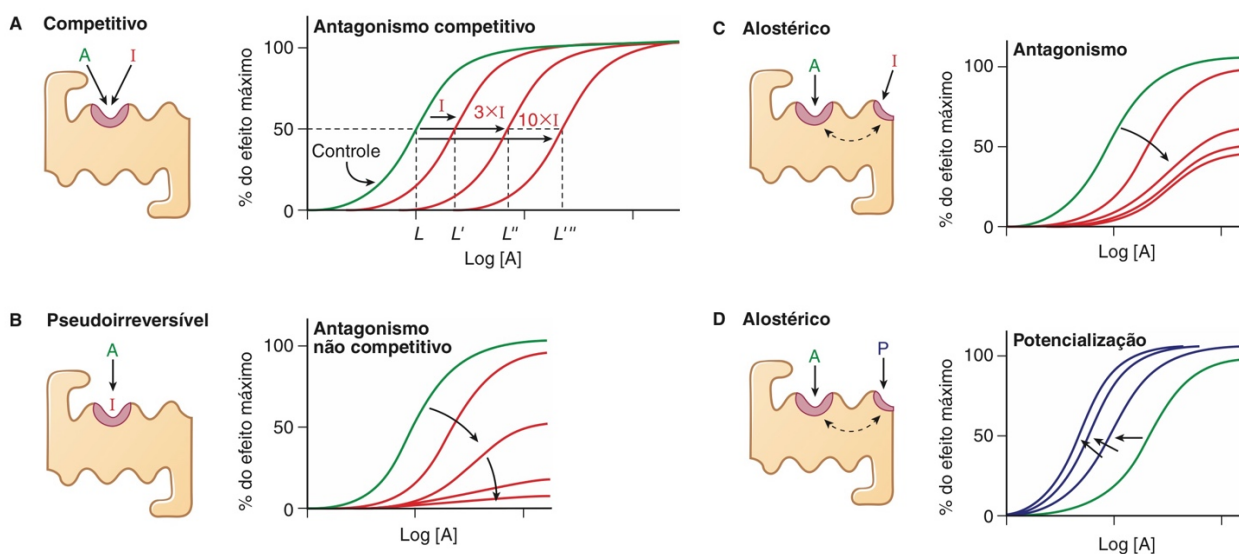 A Competitivo
A I
Antagonismo competitivo
% do efeito máximo
100
50
0
Controle
I
3×I
10×I
L L' L'' L'''
Log [A]
B Pseudoirreversível
A
I
Antagonismo
não competitivo
% do efeito máximo
100
50
0
Log [A]
C Alostérico
A I
Antagonismo
% do efeito máximo
100
50
0
Log [A]
D Alostérico
A P
Potencialização
% do efeito máximo
100
50
0
Log [A]